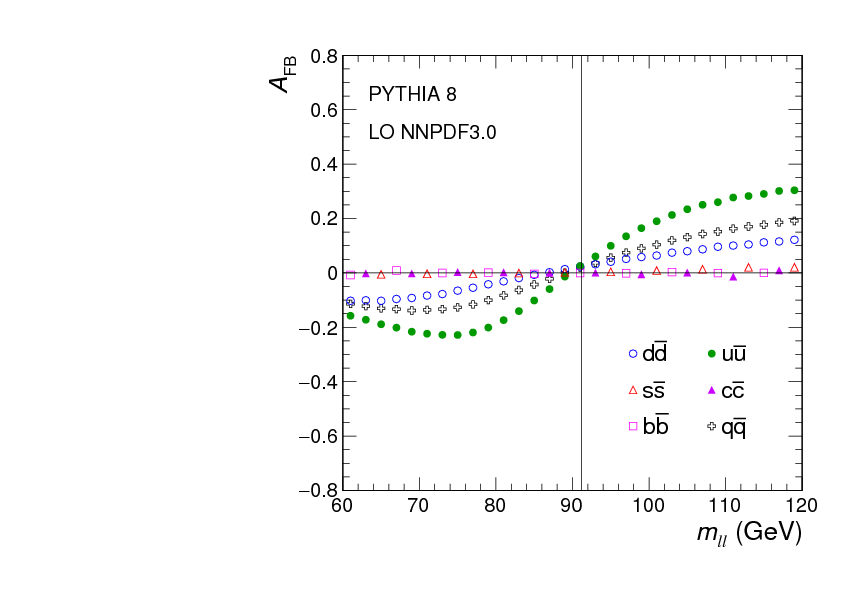 A_FB
0.8
0.6
0.4
0.2
0
−0.2
−0.4
−0.6
−0.8
PYTHIA 8
LO NNPDF3.0
dd̅ uu̅
ss̅ cc̅
bb̅ qq̅
60 70 80 90 100 110 120
m_ll (GeV)